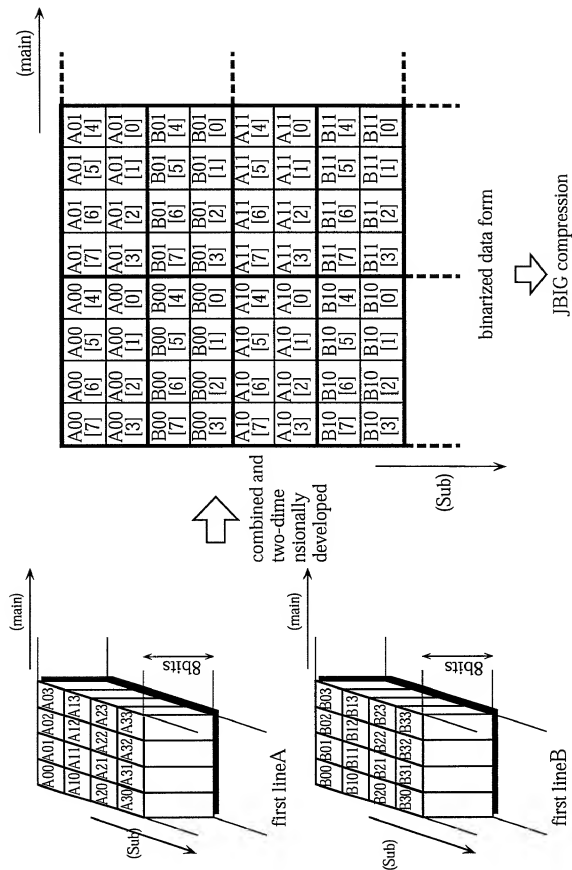 (main)
A00 A01 A02 A03
A10 A11 A12 A13
A20 A21 A22 A23
A30 A31 A32 A33
(Sub)
8bits
first lineA
(main)
B00 B01 B02 B03
B10 B11 B12 B13
B20 B21 B22 B23
B30 B31 B32 B33
(Sub)
8bits
first lineB
combined and
two-dime
nsionally
developed
(main)
A00 A00 A00 A00 A01 A01 A01 A01
[7] [6] [5] [4] [7] [6] [5] [4]
A00 A00 A00 A00 A01 A01 A01 A01
[3] [2] [1] [0] [3] [2] [1] [0]
B00 B00 B00 B00 B01 B01 B01 B01
[7] [6] [5] [4] [7] [6] [5] [4]
B00 B00 B00 B00 B01 B01 B01 B01
[3] [2] [1] [0] [3] [2] [1] [0]
A10 A10 A10 A10 A11 A11 A11 A11
[7] [6] [5] [4] [7] [6] [5] [4]
A10 A10 A10 A10 A11 A11 A11 A11
[3] [2] [1] [0] [3] [2] [1] [0]
B10 B10 B10 B10 B11 B11 B11 B11
[7] [6] [5] [4] [7] [6] [5] [4]
B10 B10 B10 B10 B11 B11 B11 B11
[3] [2] [1] [0] [3] [2] [1] [0]
(Sub)
binarized data form
JBIG compression